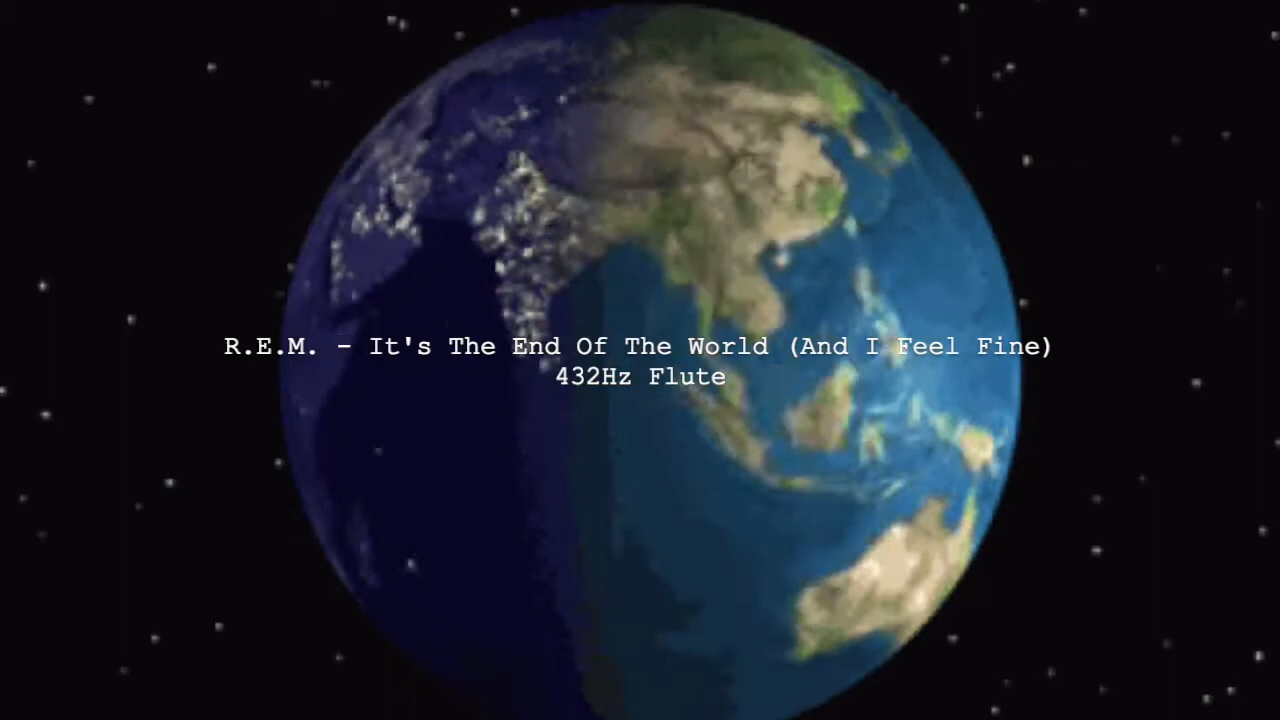 R.E.M. - It's The End Of The World (And I Feel Fine)
432Hz Flute